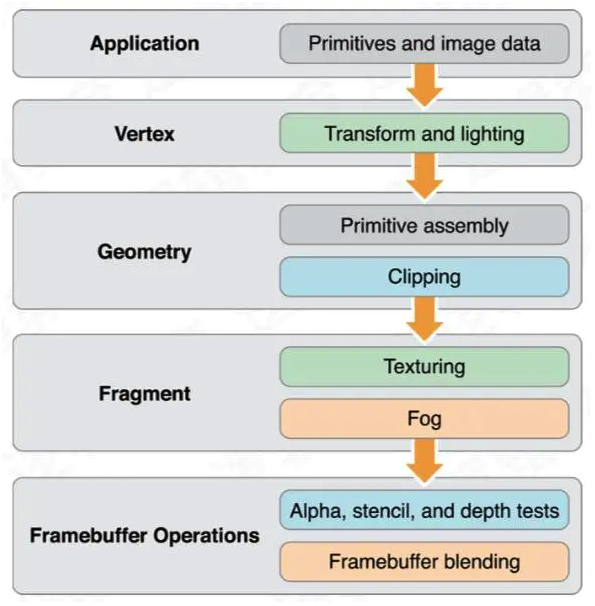 Application
Primitives and image data
Vertex
Transform and lighting
Geometry
Primitive assembly
Clipping
Fragment
Texturing
Fog
Framebuffer Operations
Alpha, stencil, and depth tests
Framebuffer blending